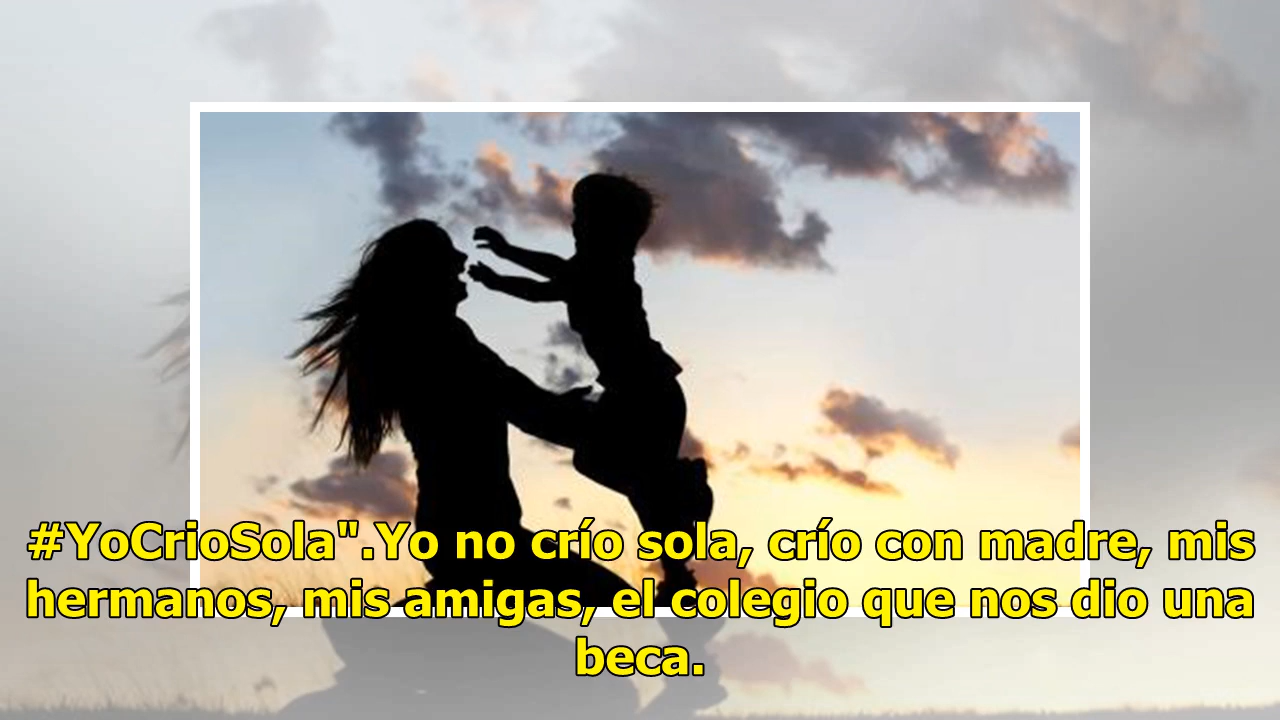 #YoCrioSola".Yo no crío sola, crío con madre, mis
hermanos, mis amigas, el colegio que nos dio una
beca.